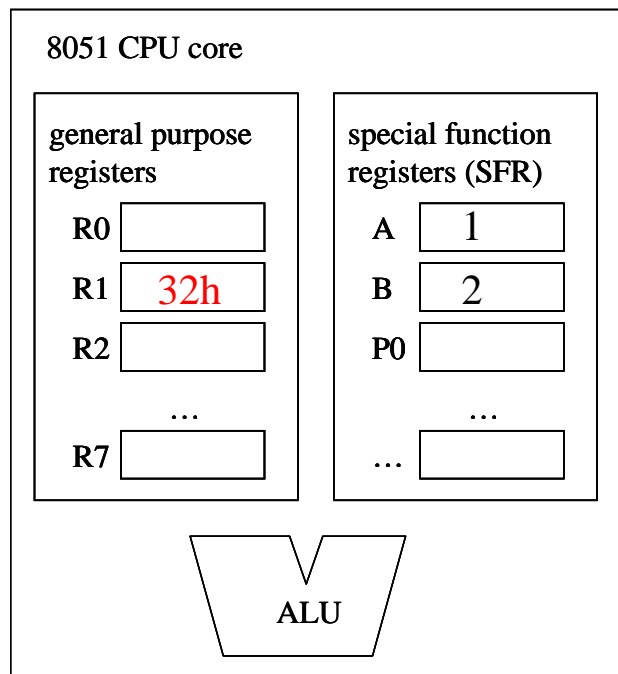 8051 CPU core
general purpose
registers
R0
R1 32h
R2
...
R7
special function
registers (SFR)
A 1
B 2
P0
...
...
ALU